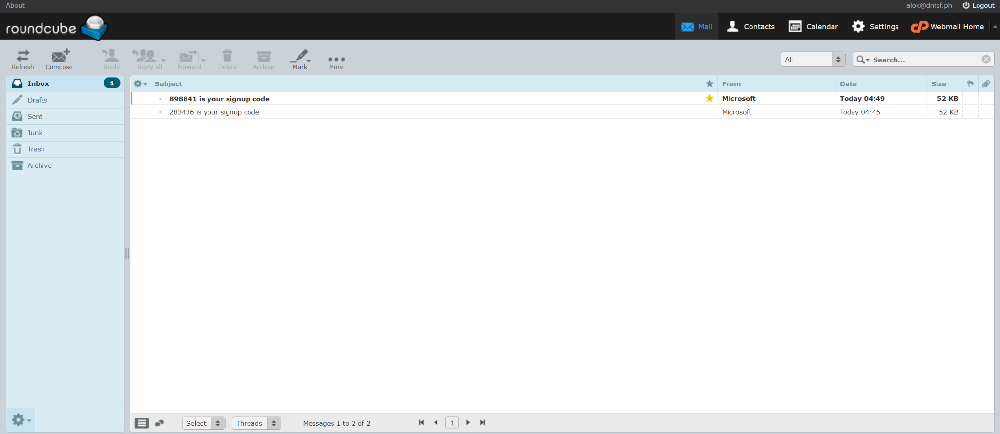 About alok@dmsf.ph Logout
roundcube Mail Contacts Calendar Settings cP Webmail Home
Refresh Compose Reply Reply all Forward Delete Archive Mark More All Search...
Inbox 1
Drafts
Sent
Junk
Trash
Archive
Subject From Date Size
898841 is your signup code Microsoft Today 04:49 52 KB
283436 is your signup code Microsoft Today 04:45 52 KB
Select Threads Messages 1 to 2 of 2 1